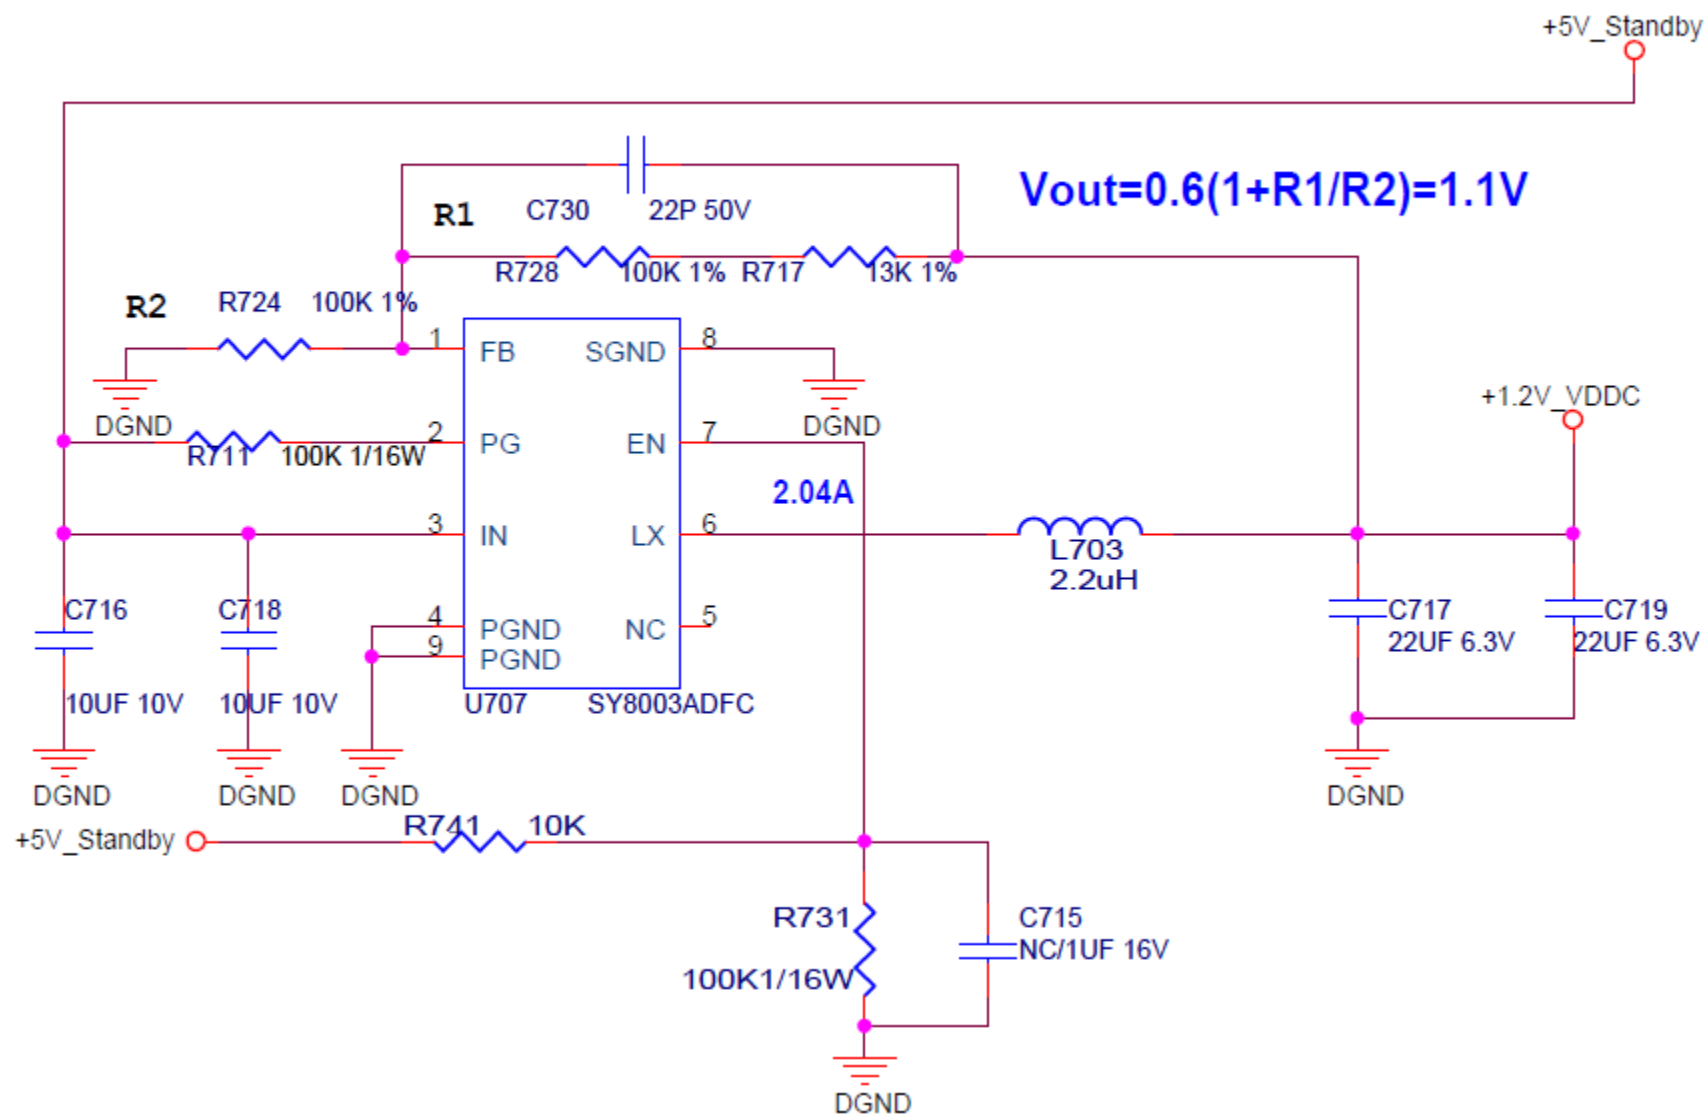 +5V_Standby
Vout=0.6(1+R1/R2)=1.1V
R1
C730
22P 50V
R728
100K 1%
R717
13K 1%
R2
R724
100K 1%
1
FB
SGND
8
DGND
DGND
R711
100K 1/16W
2
PG
EN
7
+1.2V_VDDC
2.04A
3
IN
LX
6
L703
2.2uH
C716
10UF 10V
C718
10UF 10V
4
PGND
9
PGND
NC
5
C717
22UF 6.3V
C719
22UF 6.3V
U707
SY8003ADFC
DGND
DGND
DGND
DGND
+5V_Standby
R741
10K
R731
100K1/16W
C715
NC/1UF 16V
DGND